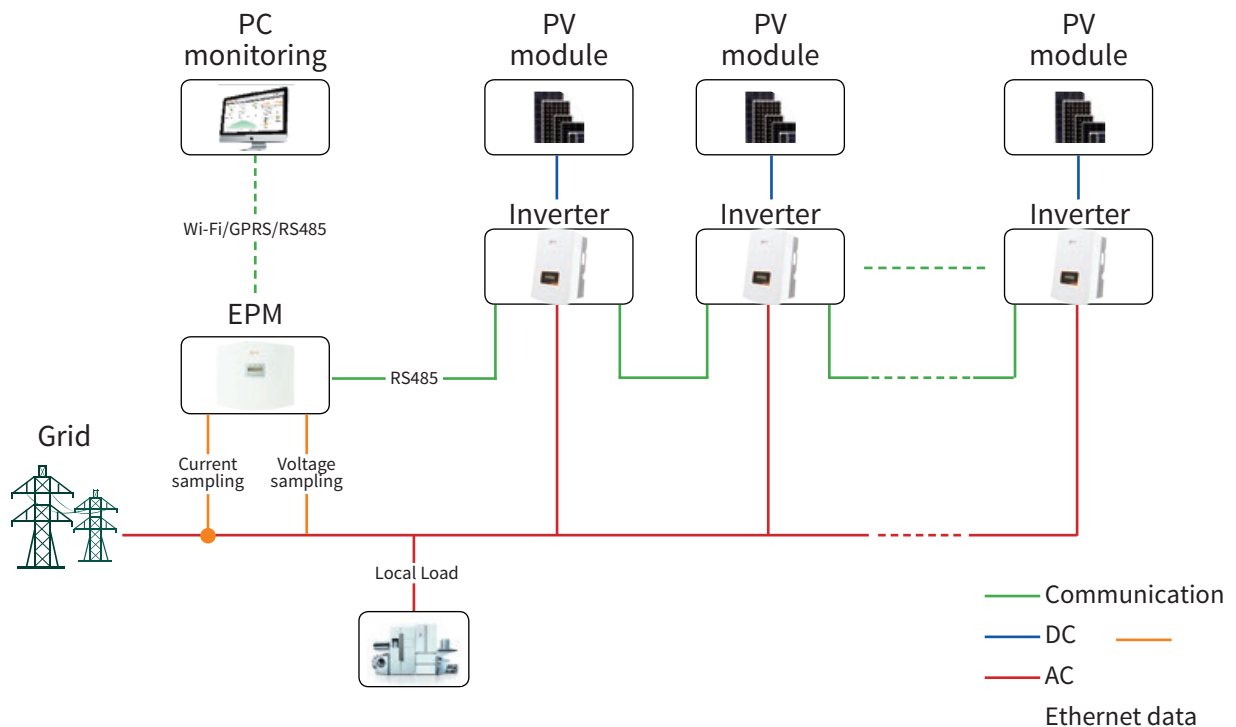 PC
monitoring
PV
module
PV
module
PV
module
Wi-Fi/GPRS/RS485
Inverter
Inverter
Inverter
EPM
RS485
Grid
Current
sampling
Voltage
sampling
Local Load
Communication
DC
AC
Ethernet data